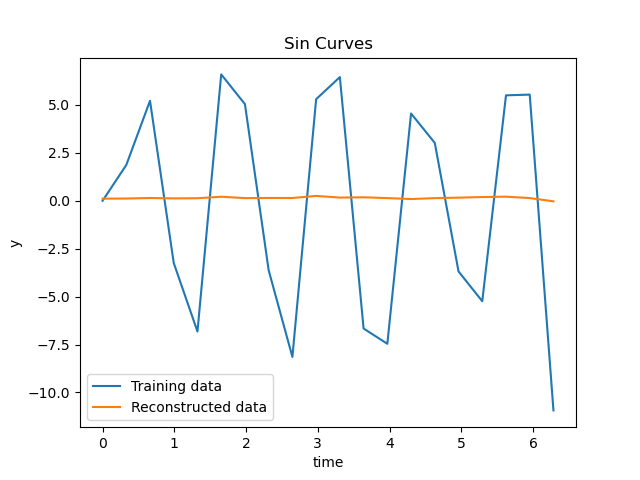 Sin Curves
y
5.0
2.5
0.0
−2.5
−5.0
−7.5
−10.0
Training data
Reconstructed data
0 1 2 3 4 5 6
time